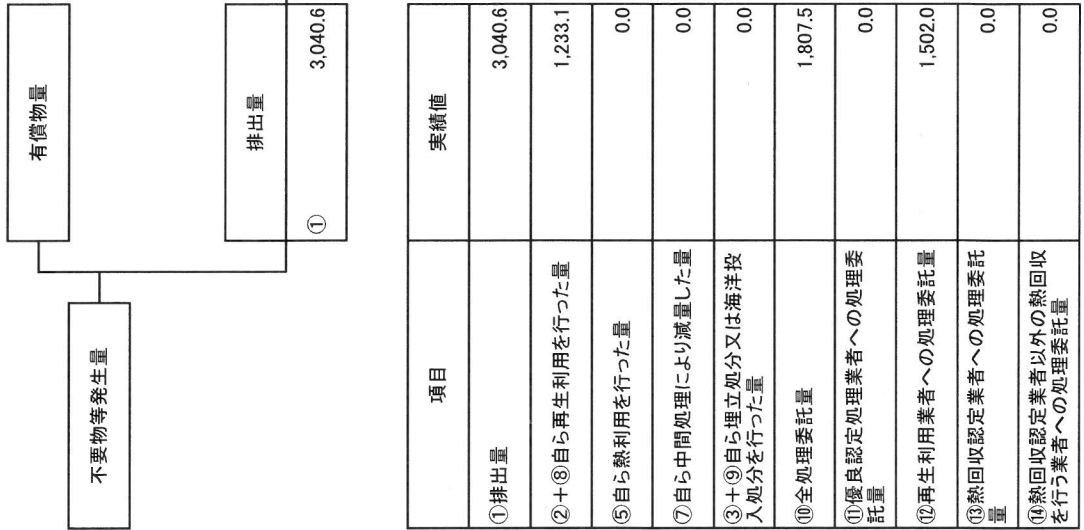 有償物量
不要物等発生量
排出量
① 3,040.6
項目 実績値
①排出量 3,040.6
②+⑧自ら再生利用を行った量 1,233.1
⑤自ら熱利用を行った量 0.0
⑦自ら中間処理により減量した量 0.0
③+⑨自ら埋立処分又は海洋投
入処分を行った量 0.0
⑩全処理委託量 1,807.5
⑪優良認定処理業者への処理委
託量 0.0
⑫再生利用業者への処理委託量 1,502.0
⑬熱回収認定業者への処理委託
量 0.0
⑭熱回収認定業者以外の熱回収
を行う業者への処理委託量 0.0